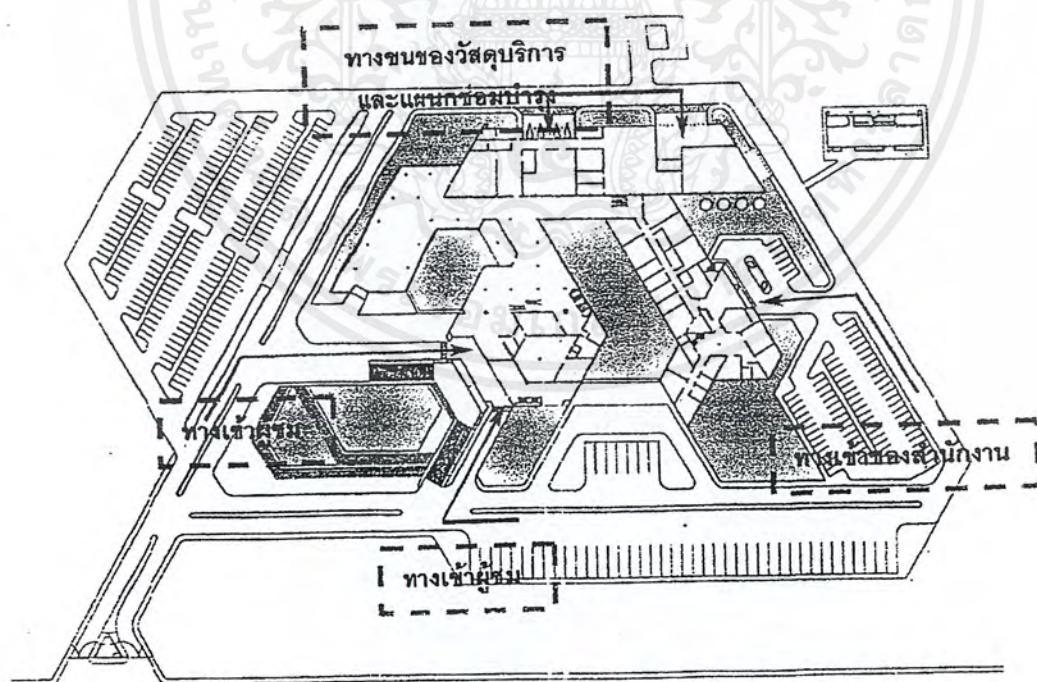 ทางขนของวัสดุบริการ
และแผนกซ่อมบำรุง
ทางเข้าผู้ชม
ทางเข้าของสำนักงาน
ทางเข้าผู้ชม